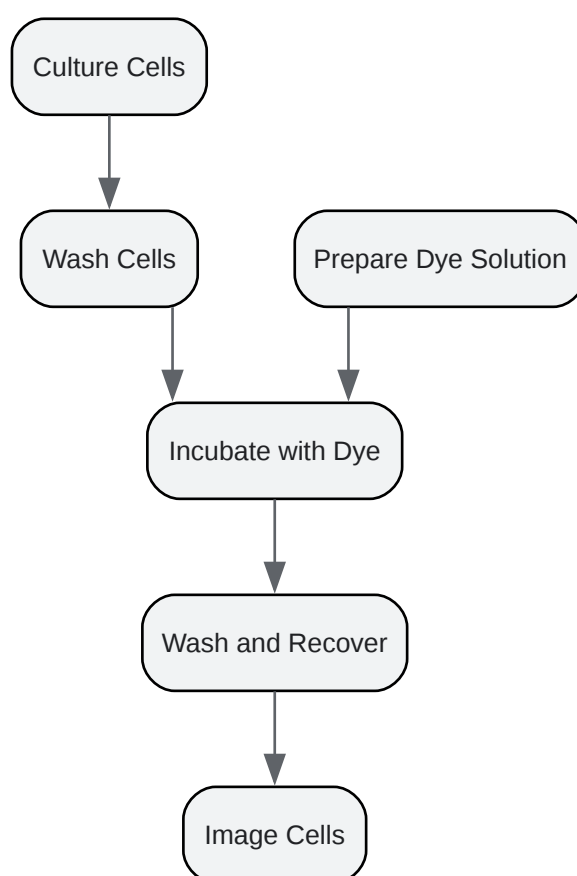 Culture Cells
Wash Cells
Prepare Dye Solution
Incubate with Dye
Wash and Recover
Image Cells